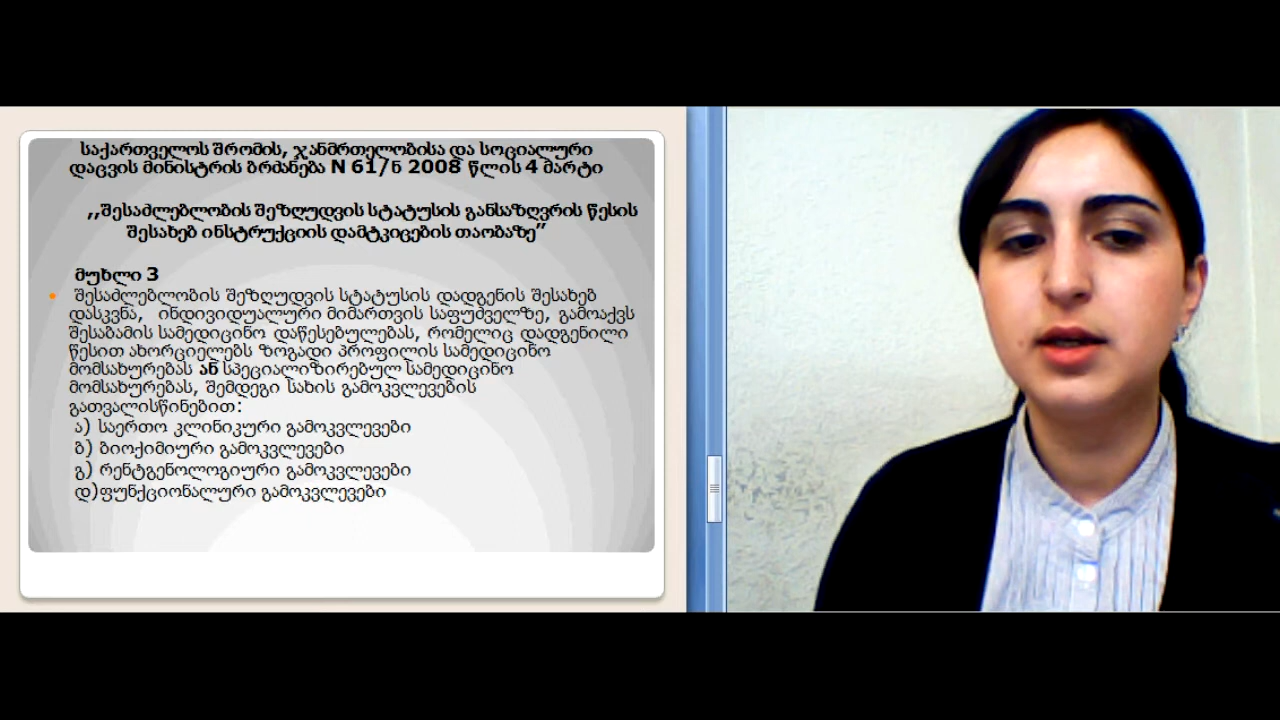 საქართველოს შრომის, ჯანმრთელობისა და სოციალური
დაცვის მინისტრის ბრძანება N 61/ნ 2008 წლის 4 მარტი
,,შესაძლებლობის შეზღუდვის სტატუსის განსაზღვრის წესის
შესახებ ინსტრუქციის დამტკიცების თაობაზე”
მუხლი 3
შესაძლებლობის შეზღუდვის სტატუსის დადგენის შესახებ
დასკვნა, ინდივიდუალური მიმართვის საფუძველზე, გამოაქვს
შესაბამის სამედიცინო დაწესებულებას, რომელიც დადგენილი
წესით ახორციელებს ზოგადი პროფილის სამედიცინო
მომსახურებას ან სპეციალიზირებულ სამედიცინო
მომსახურებას, შემდეგი სახის გამოკვლევების
გათვალისწინებით:
ა) საერთო კლინიკური გამოკვლევები
ბ) ბიოქიმიური გამოკვლევები
გ) რენტგენოლოგიური გამოკვლევები
დ)ფუნქციონალური გამოკვლევები